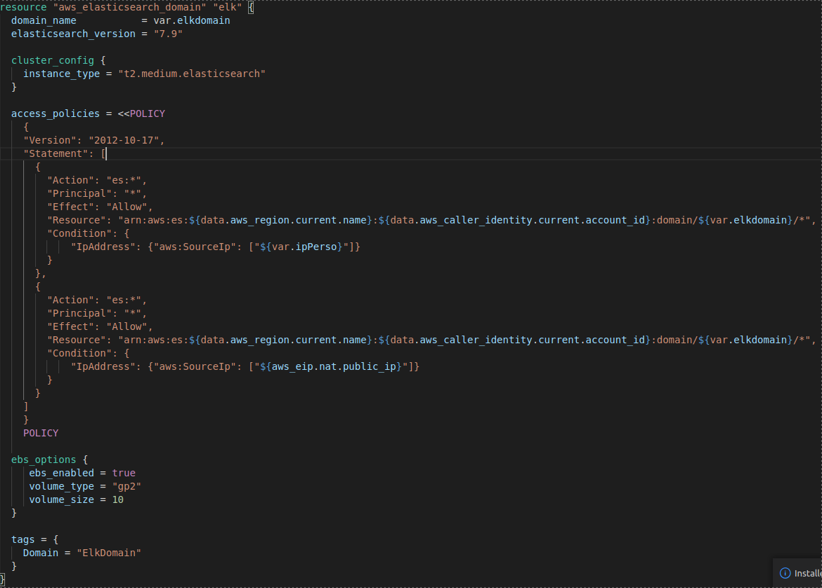 resource "aws_elasticsearch_domain" "elk" {
  domain_name           = var.elkdomain
  elasticsearch_version = "7.9"

  cluster_config {
    instance_type = "t2.medium.elasticsearch"
  }

  access_policies = <<POLICY
    {
    "Version": "2012-10-17",
    "Statement": [
      {
        "Action": "es:*",
        "Principal": "*",
        "Effect": "Allow",
        "Resource": "arn:aws:es:${data.aws_region.current.name}:${data.aws_caller_identity.current.account_id}:domain/${var.elkdomain}/*",
        "Condition": {
            "IpAddress": {"aws:SourceIp": ["${var.ipPerso}"]}
        }
      },
      {
        "Action": "es:*",
        "Principal": "*",
        "Effect": "Allow",
        "Resource": "arn:aws:es:${data.aws_region.current.name}:${data.aws_caller_identity.current.account_id}:domain/${var.elkdomain}/*",
        "Condition": {
            "IpAddress": {"aws:SourceIp": ["${aws_eip.nat.public_ip}"]}
        }
      }
    ]
    }
    POLICY

  ebs_options {
     ebs_enabled = true
     volume_type = "gp2"
     volume_size = 10
  }

  tags = {
    Domain = "ElkDomain"
  }
}